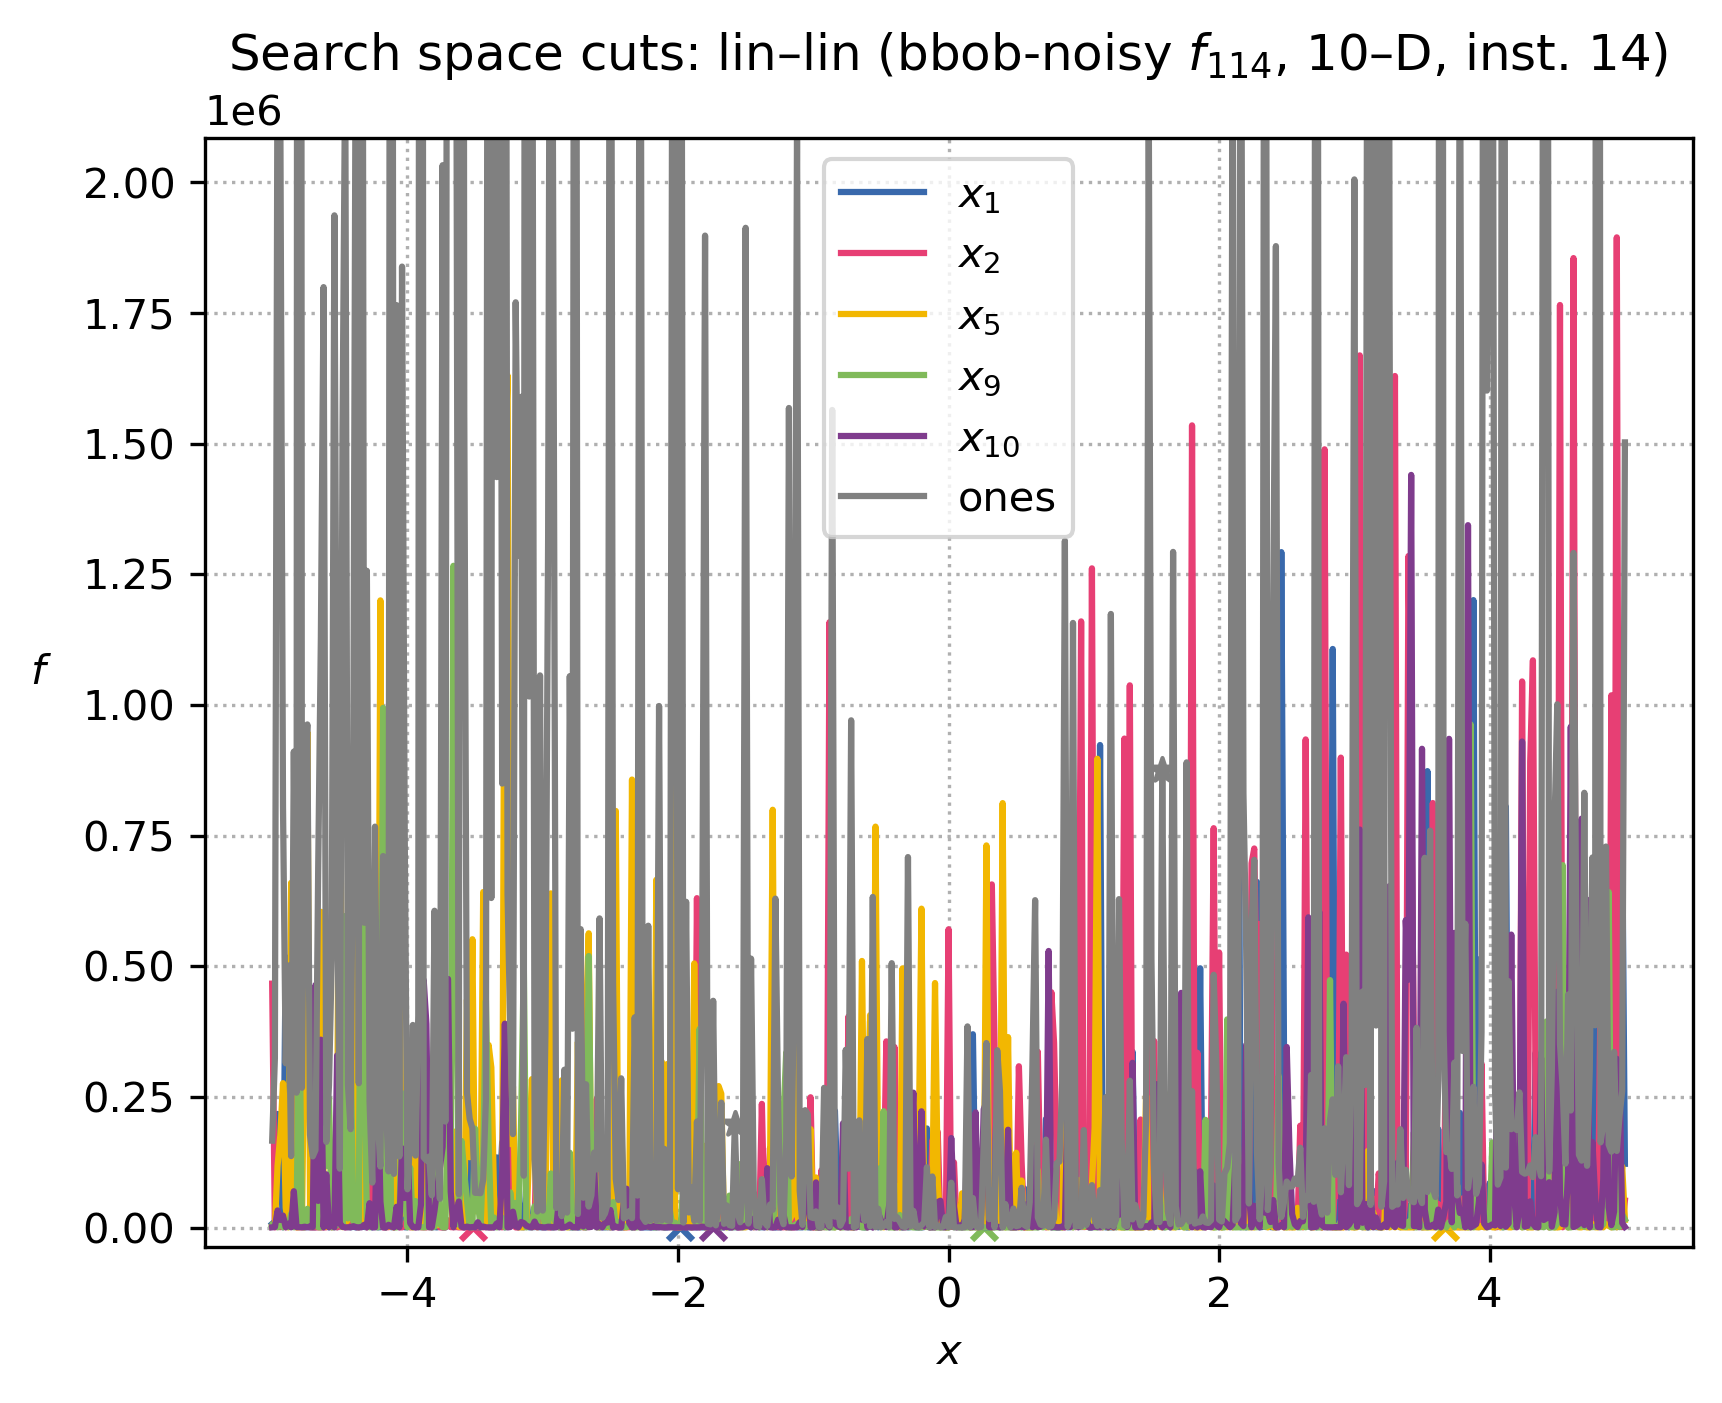 Search space cuts: lin–lin (bbob-noisy f₁₁₄, 10–D, inst. 14)
1e6
2.00
1.75
1.50
1.25
1.00
0.75
0.50
0.25
0.00
f
x₁
x₂
x₅
x₉
x₁₀
ones
−4 −2 0 2 4
x